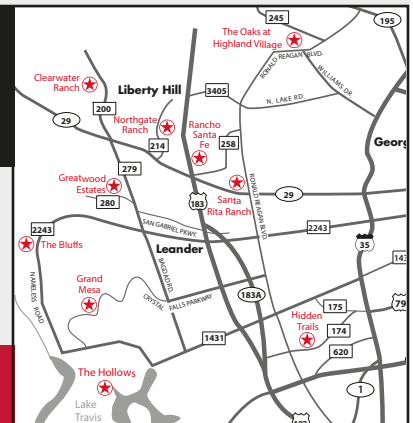 245
195
The Oaks at
Highland Village
RONALD REAGAN BLVD.
WILLIAMS DR.
Clearwater
Ranch
Liberty Hill
3405
N. LAKE RD.
200
29
Northgate
Ranch
Rancho
Santa
Fe
214
258
Georg
279
Greatwood
Estates
280
183
Santa
Rita Ranch
RONALD REAGAN BLVD.
29
2243
SAN GABRIEL PKWY.
2243
The Bluffs
Leander
35
143
NAMELESS ROAD
Grand
Mesa
BAGDAD RD.
CRYSTAL FALLS PARKWAY
183A
175
79
Hidden
Trails
174
1431
620
The Hollows
Lake
Travis
1
183